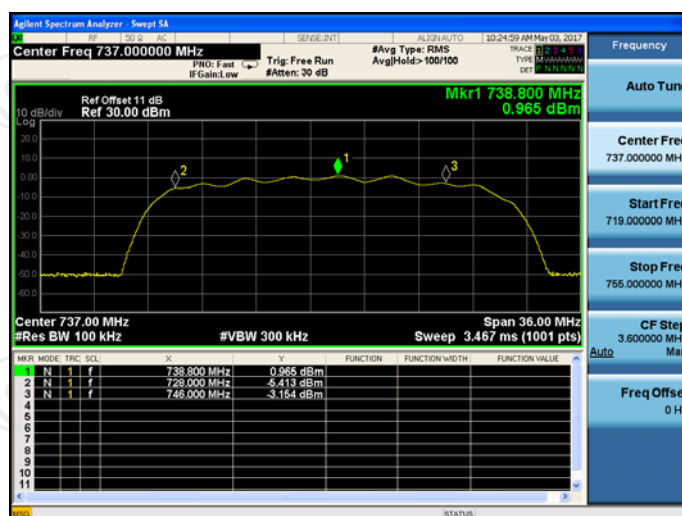 Agilent Spectrum Analyzer - Swept SA
RF 50 Ω AC SENSE:INT ALIGN AUTO 10:24:59 AM May 03, 2017
Center Freq 737.000000 MHz
PNO: Fast
IFGain:Low
Trig: Free Run
#Atten: 30 dB
#Avg Type: RMS
Avg|Hold:>100/100
TRACE 1 2 3 4 5 6
TYPE M
DET P N N N N N
Frequency
Auto Tun
Center Fre
737.000000 MH
Start Fre
719.000000 MH
Stop Fre
755.000000 MH
CF Step
3.600000 MH
Auto Ma
Freq Offse
0 H
Ref Offset 11 dB
10 dB/div Ref 30.00 dBm
Log
Mkr1 738.800 MHz
0.965 dBm
20.0
10.0
0.00
-10.0
-20.0
-30.0
-40.0
-50.0
-60.0
2
1
3
Center 737.00 MHz Span 36.00 MHz
#Res BW 100 kHz #VBW 300 kHz Sweep 3.467 ms (1001 pts)
MKR MODE TRC SCL X Y FUNCTION FUNCTION WIDTH FUNCTION VALUE
1 N 1 f 738.800 MHz 0.965 dBm
2 N 1 f 728.000 MHz -5.413 dBm
3 N 1 f 746.000 MHz -3.154 dBm
4
5
6
7
8
9
10
11
MSG STATUS